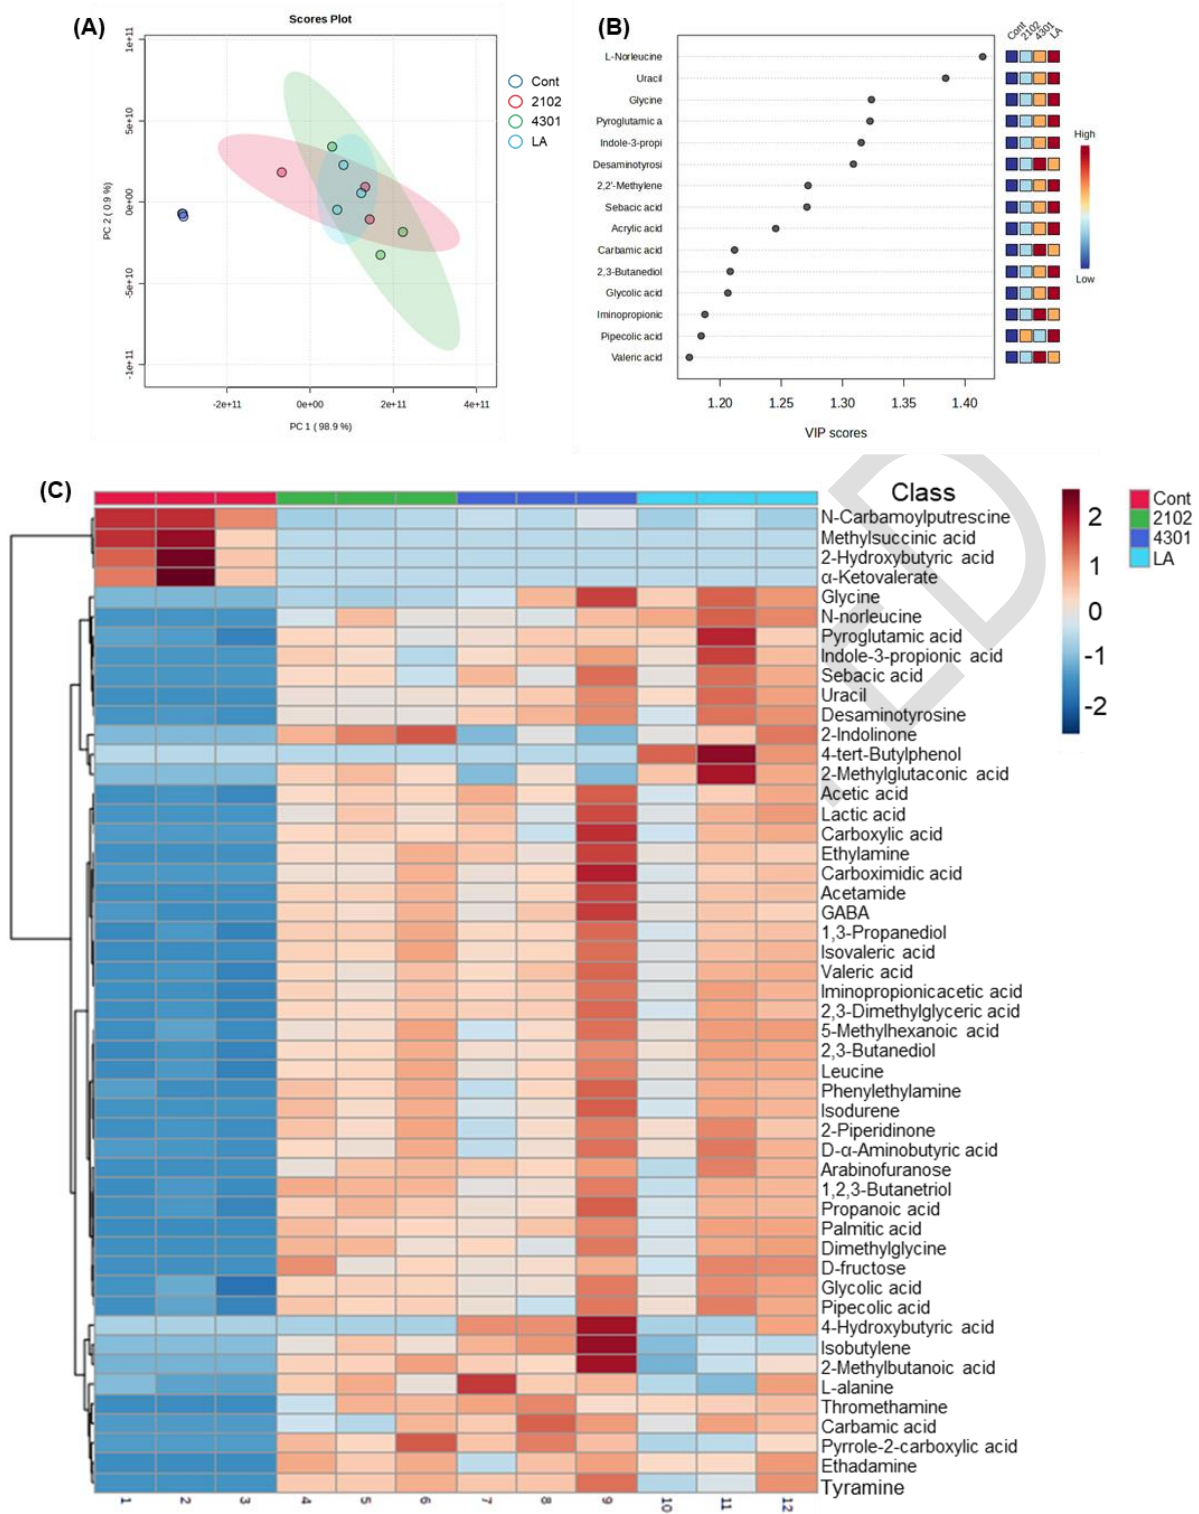 (A)
Scores Plot
1e+11
5e+10
0e+00
-5e+10
-1e+11
PC 2 ( 0.9 %)
-2e+11 0e+00 2e+11 4e+11
PC 1 ( 98.9 %)
Cont
2102
4301
LA
(B)
Cont 2102 4301 LA
L-Norleucine
Uracil
Glycine
Pyroglutamic a
Indole-3-propi
Desaminotyrosi
2,2'-Methylene
Sebacic acid
Acrylic acid
Carbamic acid
2,3-Butanediol
Glycolic acid
Iminopropionic
Pipecolic acid
Valeric acid
1.20 1.25 1.30 1.35 1.40
VIP scores
High
Low
(C)
Class
N-Carbamoylputrescine
Methylsuccinic acid
2-Hydroxybutyric acid
α-Ketovalerate
Glycine
N-norleucine
Pyroglutamic acid
Indole-3-propionic acid
Sebacic acid
Uracil
Desaminotyrosine
2-Indolinone
4-tert-Butylphenol
2-Methylglutaconic acid
Acetic acid
Lactic acid
Carboxylic acid
Ethylamine
Carboximidic acid
Acetamide
GABA
1,3-Propanediol
Isovaleric acid
Valeric acid
Iminopropionicacetic acid
2,3-Dimethylglyceric acid
5-Methylhexanoic acid
2,3-Butanediol
Leucine
Phenylethylamine
Isodurene
2-Piperidinone
D-α-Aminobutyric acid
Arabinofuranose
1,2,3-Butanetriol
Propanoic acid
Palmitic acid
Dimethylglycine
D-fructose
Glycolic acid
Pipecolic acid
4-Hydroxybutyric acid
Isobutylene
2-Methylbutanoic acid
L-alanine
Thromethamine
Carbamic acid
Pyrrole-2-carboxylic acid
Ethadamine
Tyramine
1 2 3 4 5 6 7 8 9 10 11 12
2
1
0
-1
-2
Cont
2102
4301
LA